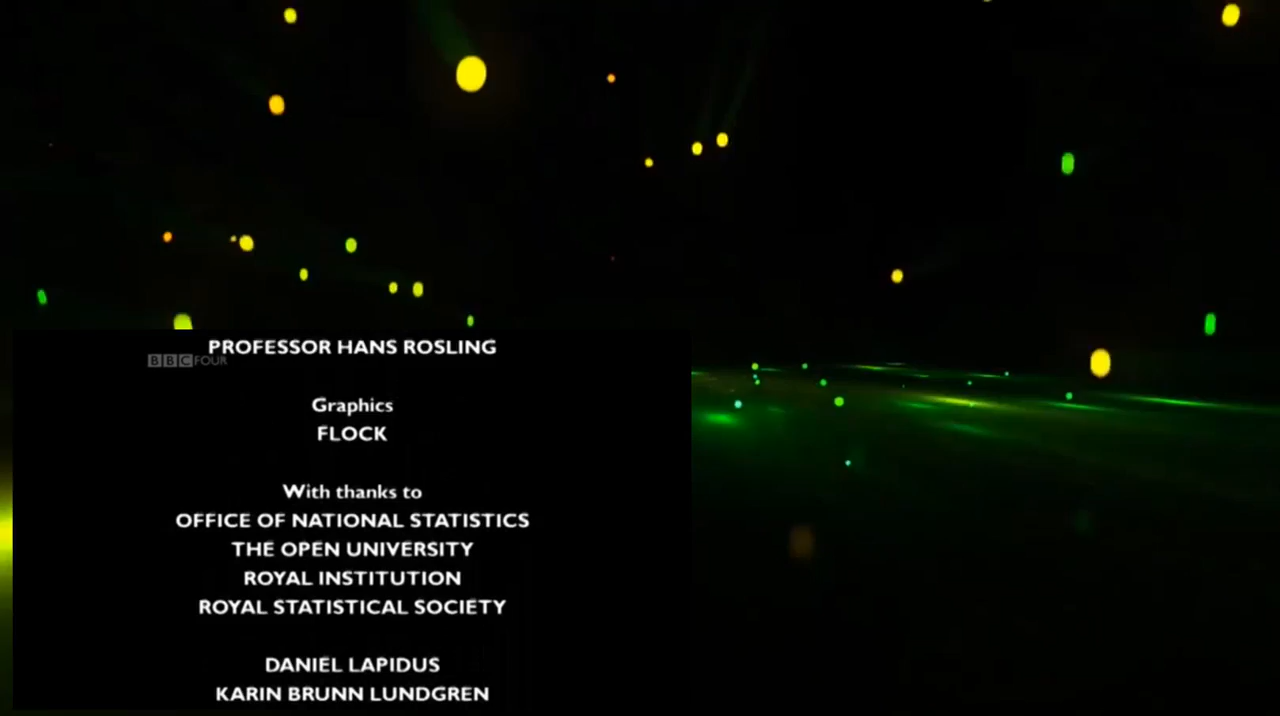 PROFESSOR HANS ROSLING
BBC FOUR
Graphics
FLOCK
With thanks to
OFFICE OF NATIONAL STATISTICS
THE OPEN UNIVERSITY
ROYAL INSTITUTION
ROYAL STATISTICAL SOCIETY
DANIEL LAPIDUS
KARIN BRUNN LUNDGREN